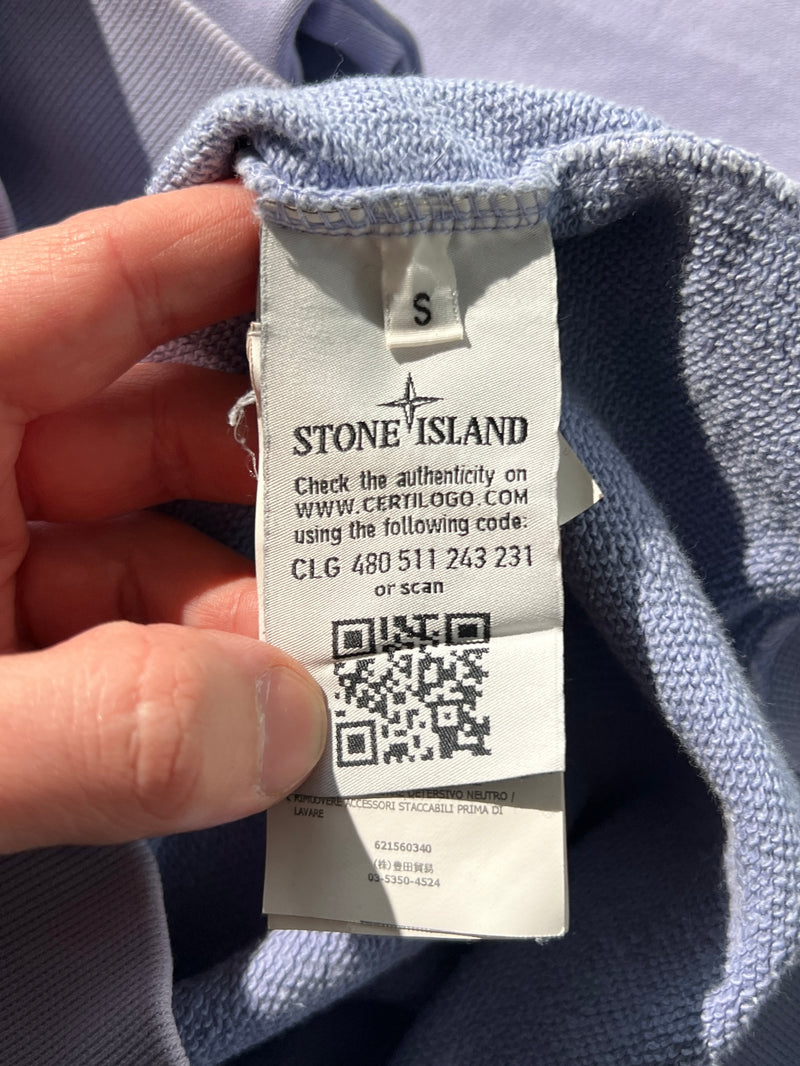 S
STONE ISLAND
Check the authenticity on
WWW.CERTILOGO.COM
using the following code:
CLG 480 511 243 231
or scan
DETERSIVO NEUTRO /
RIMUOVERE ACCESSORI STACCABILI PRIMA DI
LAVARE
621560340
(株)豊田貿易
03-5350-4524